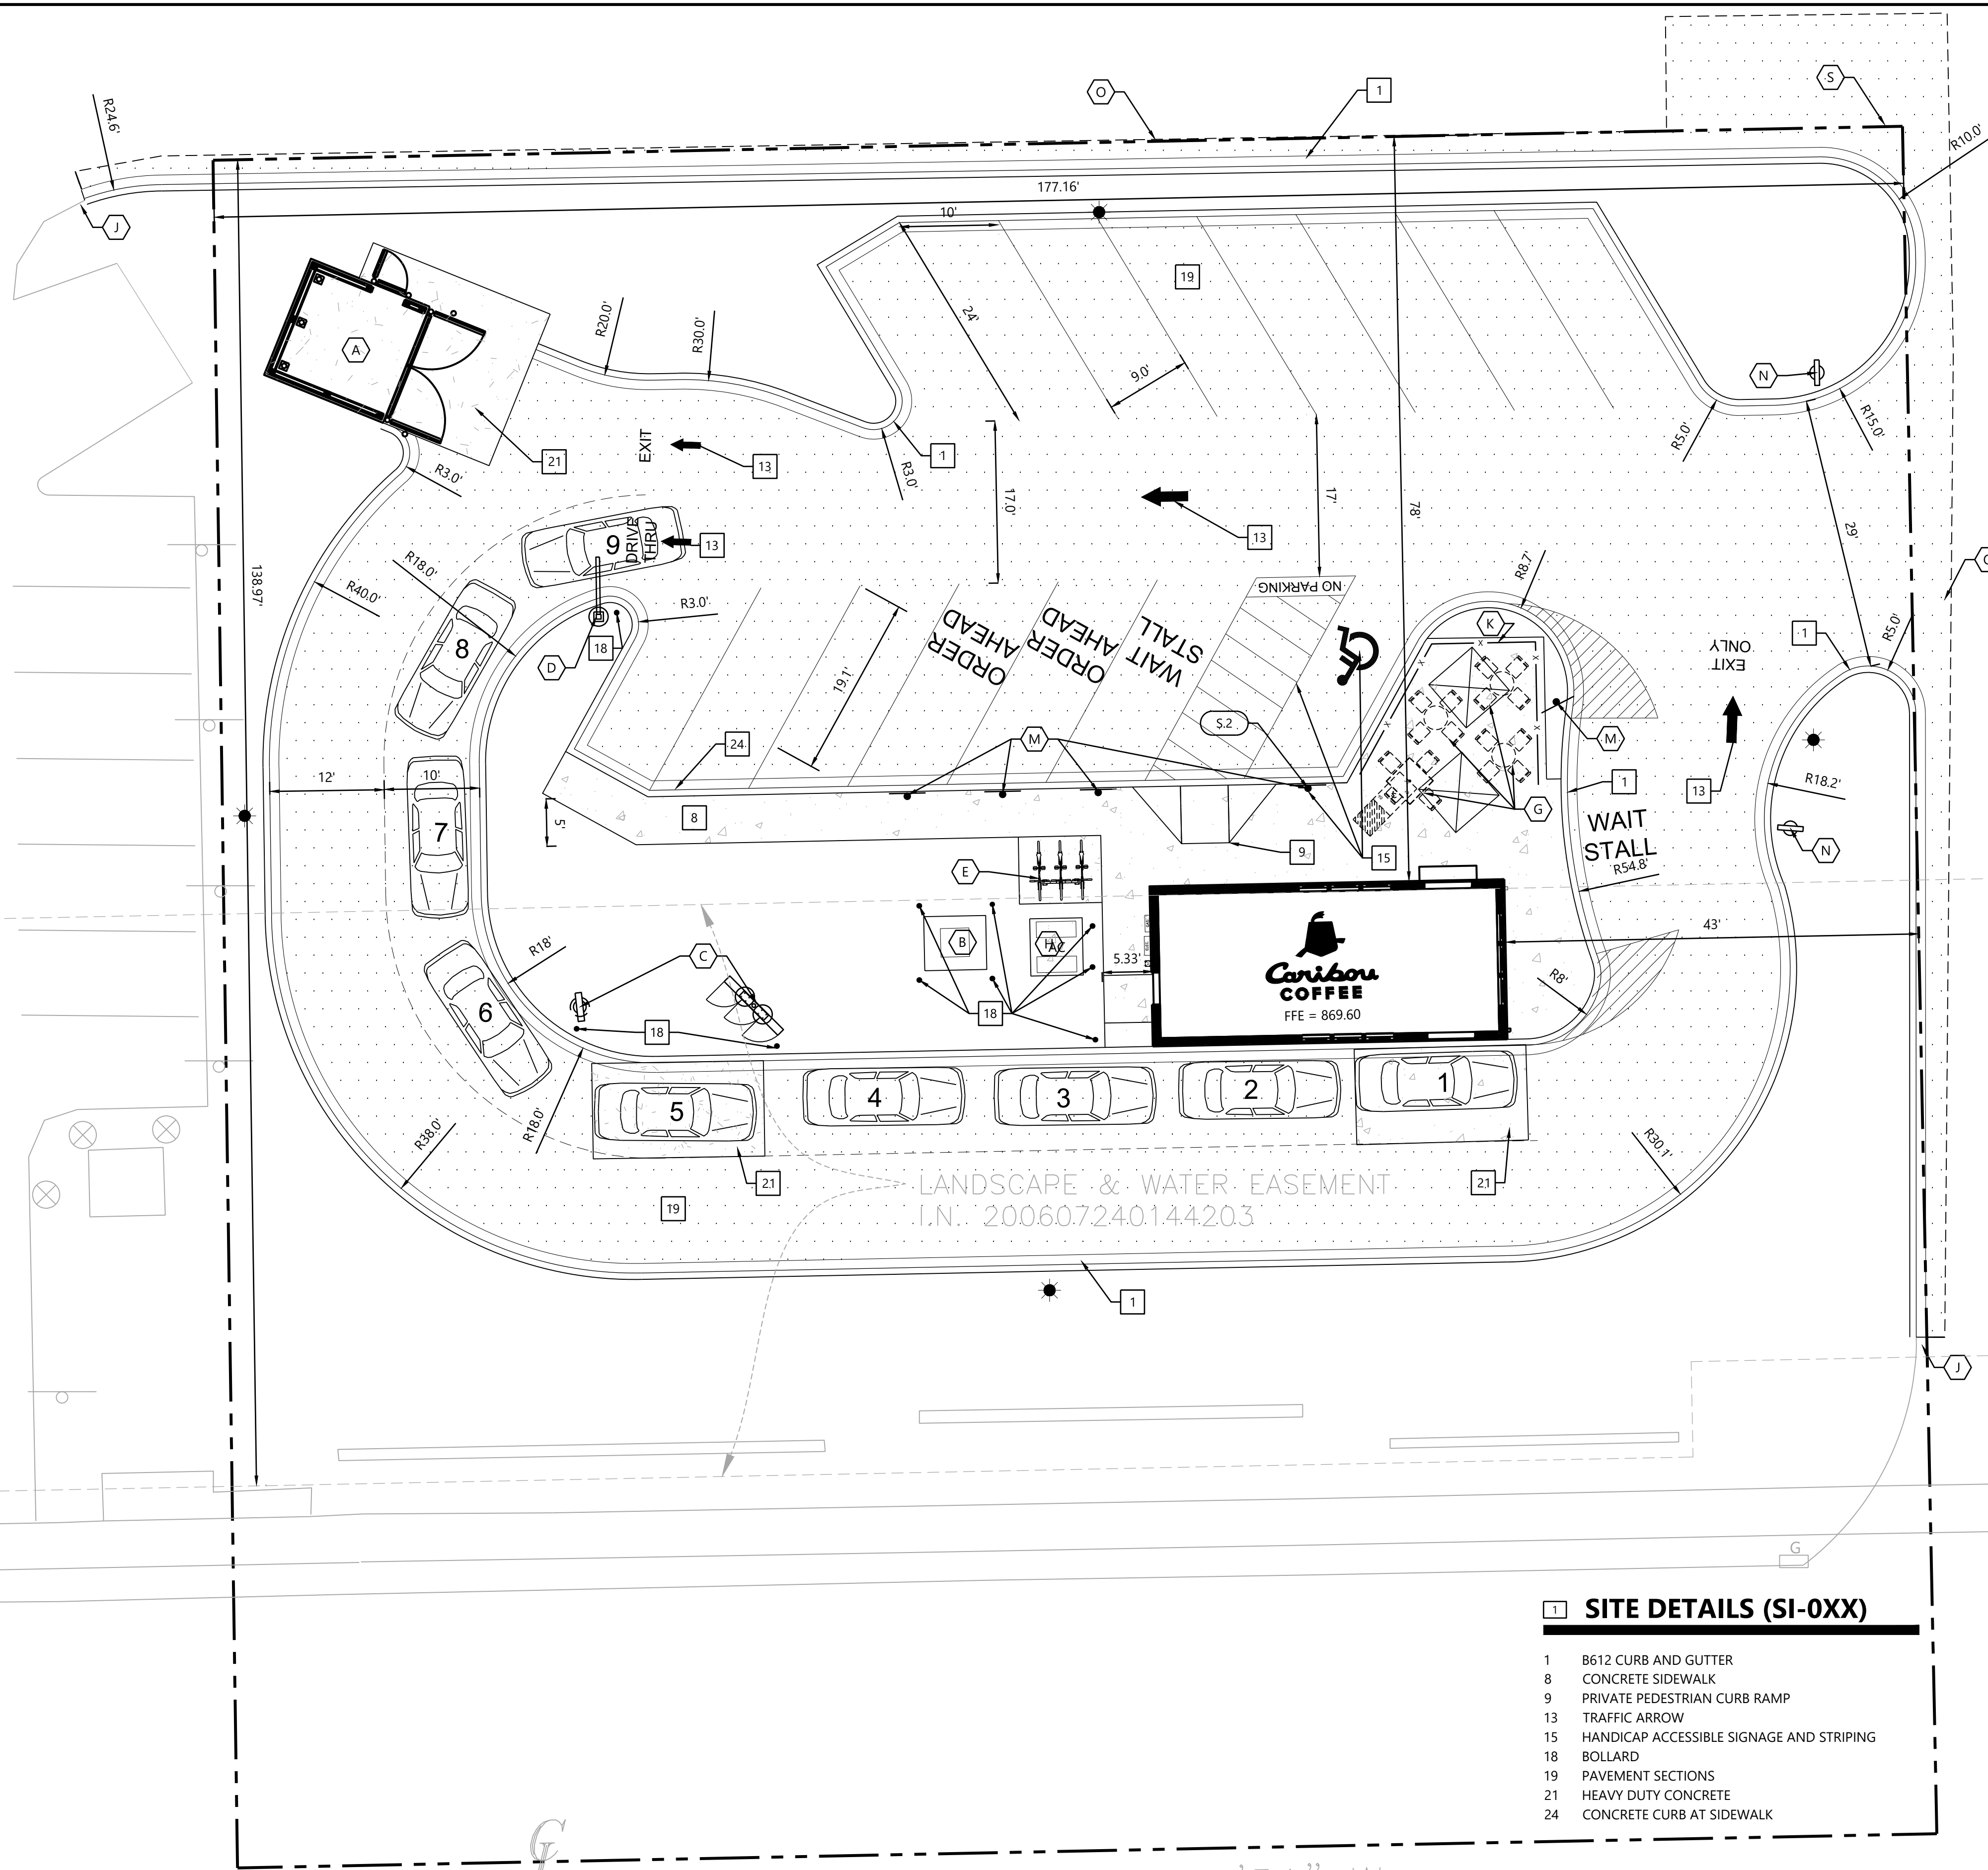 S
O
1
R24.6'
R10.0'
177.16'
J
10'
19
A
24'
R20.0'
R30.0'
9.0'
N
R5.0'
R15.0'
21
EXIT
13
1
R3.0'
R3.0'
17.0'
17'
78'
13
29'
138.97'
R18.0'
R40.0'
9
DRIVE
THRU
13
NO PARKING
R8.7'
R3.0'
8
18
D
19.1'
ORDER
AHEAD
ORDER
AHEAD
WAIT
STALL
K
1
R5.0'
EXIT
ONLY
S.2
24
M
M
12'
10'
7
5'
8
1
13
R18.2'
G
WAIT
STALL
R54.8'
N
9
15
E
R18'
C
B
H
AC
5.33'
Caribou
COFFEE
FFE = 869.60
43'
R8'
6
18
18
R38.0'
R18.0'
5
4
3
2
1
R30.1'
21
21
19
LANDSCAPE & WATER EASEMENT
I.N. 200607240144203
1
J
G
1 SITE DETAILS (SI-0XX)
1 B612 CURB AND GUTTER
8 CONCRETE SIDEWALK
9 PRIVATE PEDESTRIAN CURB RAMP
13 TRAFFIC ARROW
15 HANDICAP ACCESSIBLE SIGNAGE AND STRIPING
18 BOLLARD
19 PAVEMENT SECTIONS
21 HEAVY DUTY CONCRETE
24 CONCRETE CURB AT SIDEWALK